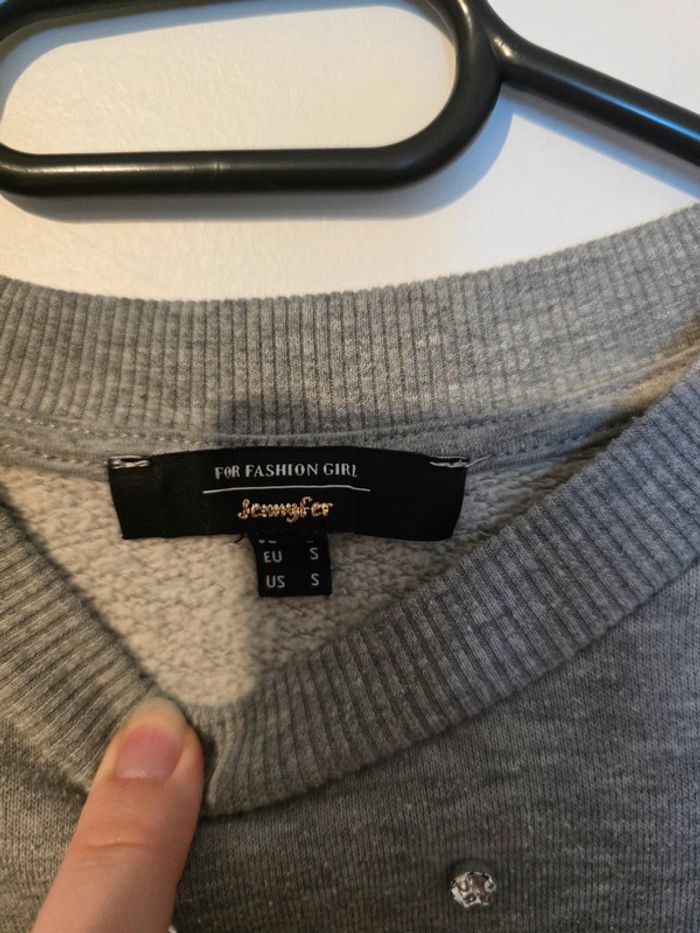 FOR FASHION GIRL
Jennyfer
EU S
US S